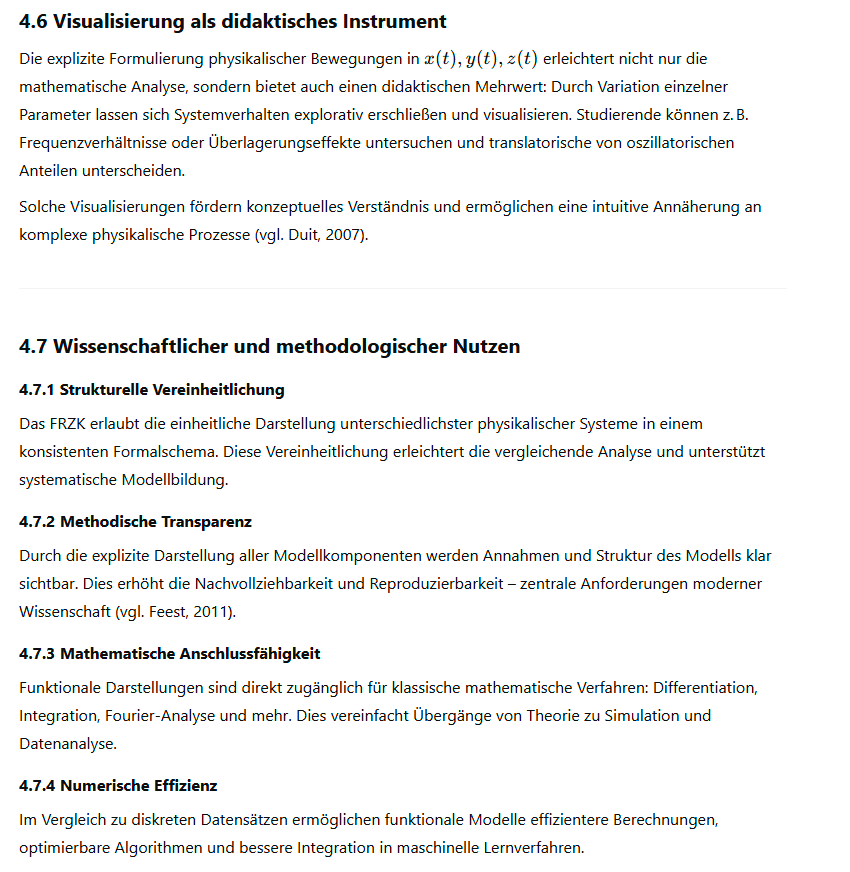 4.6 Visualisierung als didaktisches Instrument
Die explizite Formulierung physikalischer Bewegungen in x(t), y(t), z(t) erleichtert nicht nur die
mathematische Analyse, sondern bietet auch einen didaktischen Mehrwert: Durch Variation einzelner
Parameter lassen sich Systemverhalten explorativ erschließen und visualisieren. Studierende können z. B.
Frequenzverhältnisse oder Überlagerungseffekte untersuchen und translatorische von oszillatorischen
Anteilen unterscheiden.
Solche Visualisierungen fördern konzeptuelles Verständnis und ermöglichen eine intuitive Annäherung an
komplexe physikalische Prozesse (vgl. Duit, 2007).
4.7 Wissenschaftlicher und methodologischer Nutzen
4.7.1 Strukturelle Vereinheitlichung
Das FRZK erlaubt die einheitliche Darstellung unterschiedlichster physikalischer Systeme in einem
konsistenten Formalschema. Diese Vereinheitlichung erleichtert die vergleichende Analyse und unterstützt
systematische Modellbildung.
4.7.2 Methodische Transparenz
Durch die explizite Darstellung aller Modellkomponenten werden Annahmen und Struktur des Modells klar
sichtbar. Dies erhöht die Nachvollziehbarkeit und Reproduzierbarkeit – zentrale Anforderungen moderner
Wissenschaft (vgl. Feest, 2011).
4.7.3 Mathematische Anschlussfähigkeit
Funktionale Darstellungen sind direkt zugänglich für klassische mathematische Verfahren: Differentiation,
Integration, Fourier-Analyse und mehr. Dies vereinfacht Übergänge von Theorie zu Simulation und
Datenanalyse.
4.7.4 Numerische Effizienz
Im Vergleich zu diskreten Datensätzen ermöglichen funktionale Modelle effizientere Berechnungen,
optimierbare Algorithmen und bessere Integration in maschinelle Lernverfahren.